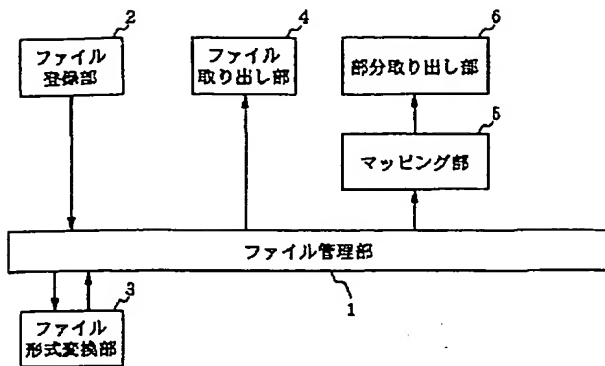 2
ファイル
登録部
4
ファイル
取り出し部
6
部分取り出し部
5
マッピング部
ファイル管理部
1
3
ファイル
形式変換部